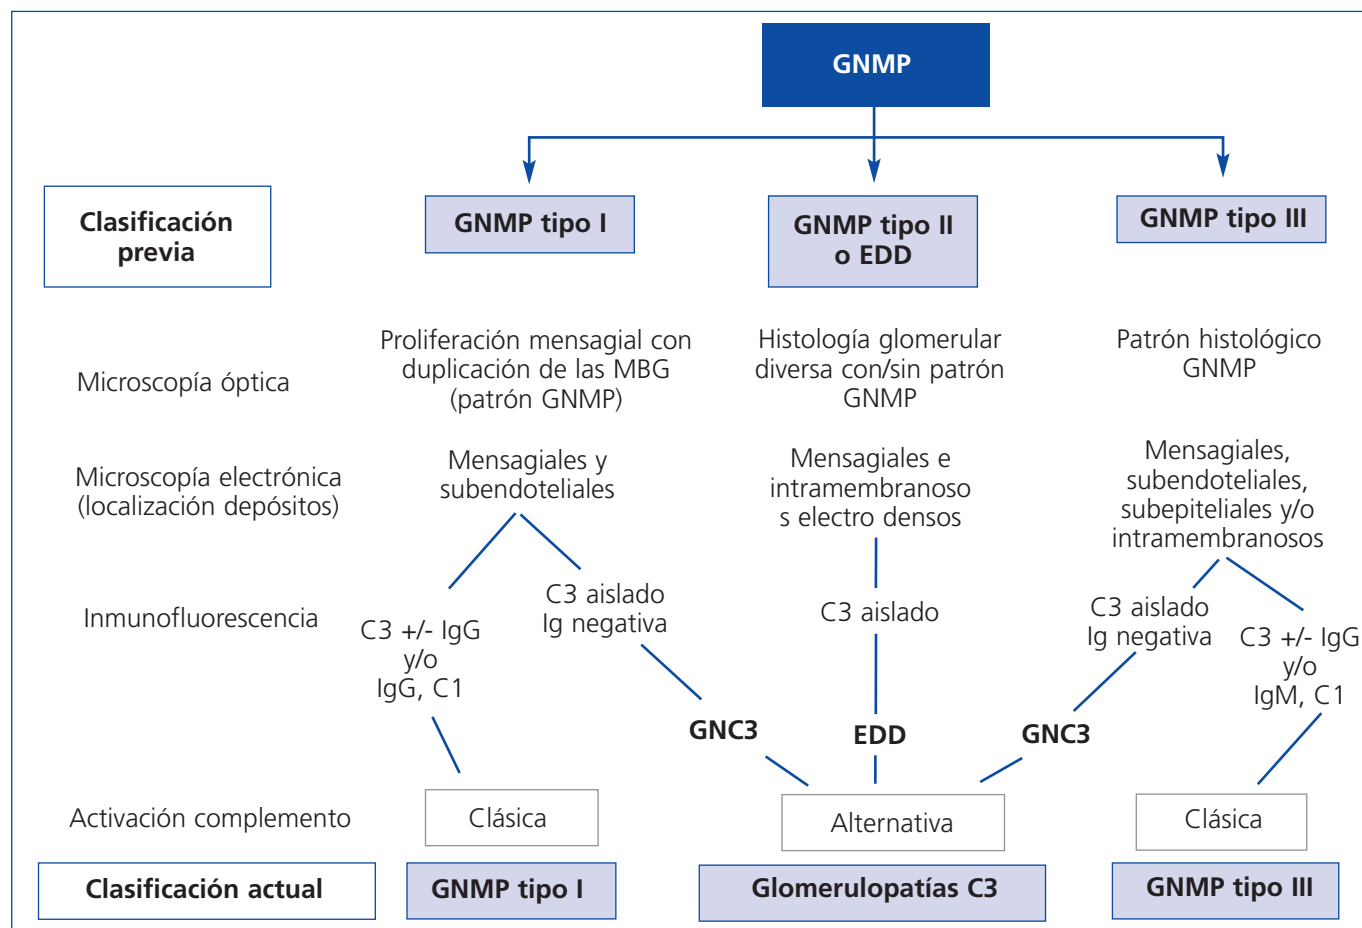 GNMP
Clasificación
previa
GNMP tipo I
GNMP tipo II
o EDD
GNMP tipo III
Microscopía óptica
Proliferación mensagial con
duplicación de las MBG
(patrón GNMP)
Histología glomerular
diversa con/sin patrón
GNMP
Patrón histológico
GNMP
Microscopía electrónica
(localización depósitos)
Mensagiales y
subendoteliales
Mensagiales e
intramembranoso
s electro densos
Mensagiales,
subendoteliales,
subepiteliales y/o
intramembranosos
Inmunofluorescencia
C3 +/- IgG
y/o
IgG, C1
C3 aislado
Ig negativa
C3 aislado
C3 aislado
Ig negativa
C3 +/- IgG
y/o
IgM, C1
GNC3
EDD
GNC3
Activación complemento
Clásica
Alternativa
Clásica
Clasificación actual
GNMP tipo I
Glomerulopatías C3
GNMP tipo III